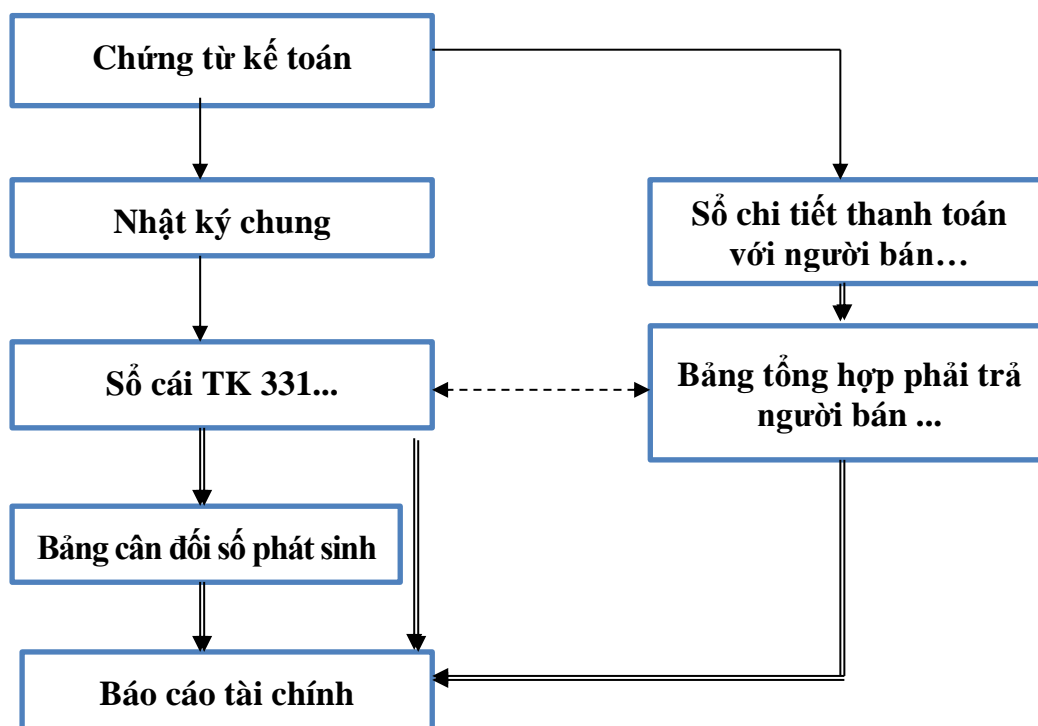 Chứng từ kế toán
Nhật ký chung
Sổ chi tiết thanh toán
với người bán…
Sổ cái TK 331...
Bảng tổng hợp phải trả
người bán ...
Bảng cân đối số phát sinh
Báo cáo tài chính